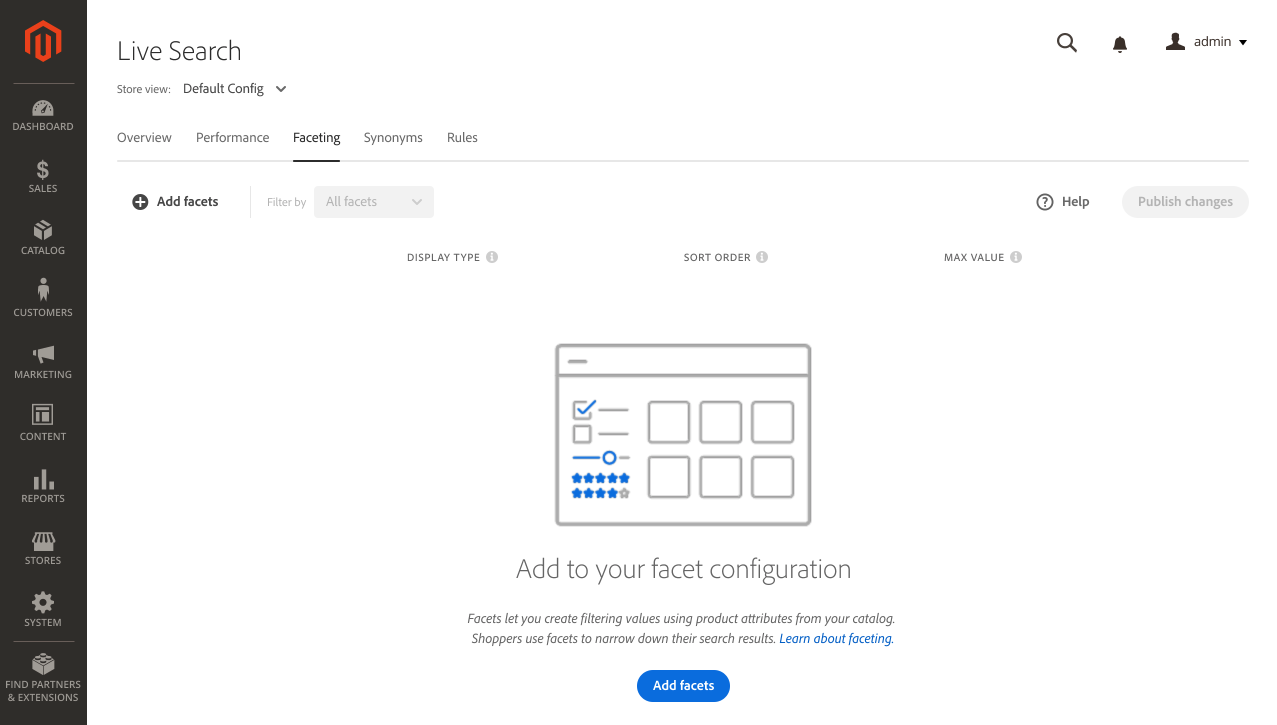 Live Search
admin
Store view: Default Config
DASHBOARD
Overview Performance Faceting Synonyms Rules
SALES
Add facets Filter by All facets Help Publish changes
CATALOG
DISPLAY TYPE SORT ORDER MAX VALUE
CUSTOMERS
MARKETING
CONTENT
REPORTS
STORES
Add to your facet configuration
SYSTEM
Facets let you create filtering values using product attributes from your catalog.
Shoppers use facets to narrow down their search results. Learn about faceting.
FIND PARTNERS
& EXTENSIONS
Add facets